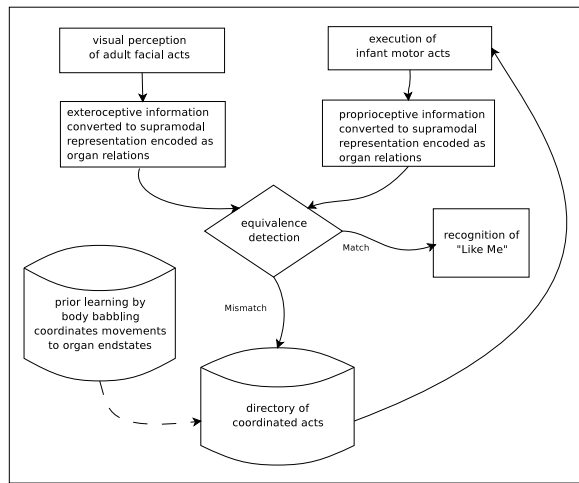 visual perception
of adult facial acts
execution of
infant motor acts
exteroceptive information
converted to supramodal
representation encoded as
organ relations
proprioceptive information
converted to supramodal
representation encoded as
organ relations
equivalence
detection
Match
recognition of
"Like Me"
Mismatch
prior learning by
body babbling
coordinates movements
to organ endstates
directory of
coordinated acts